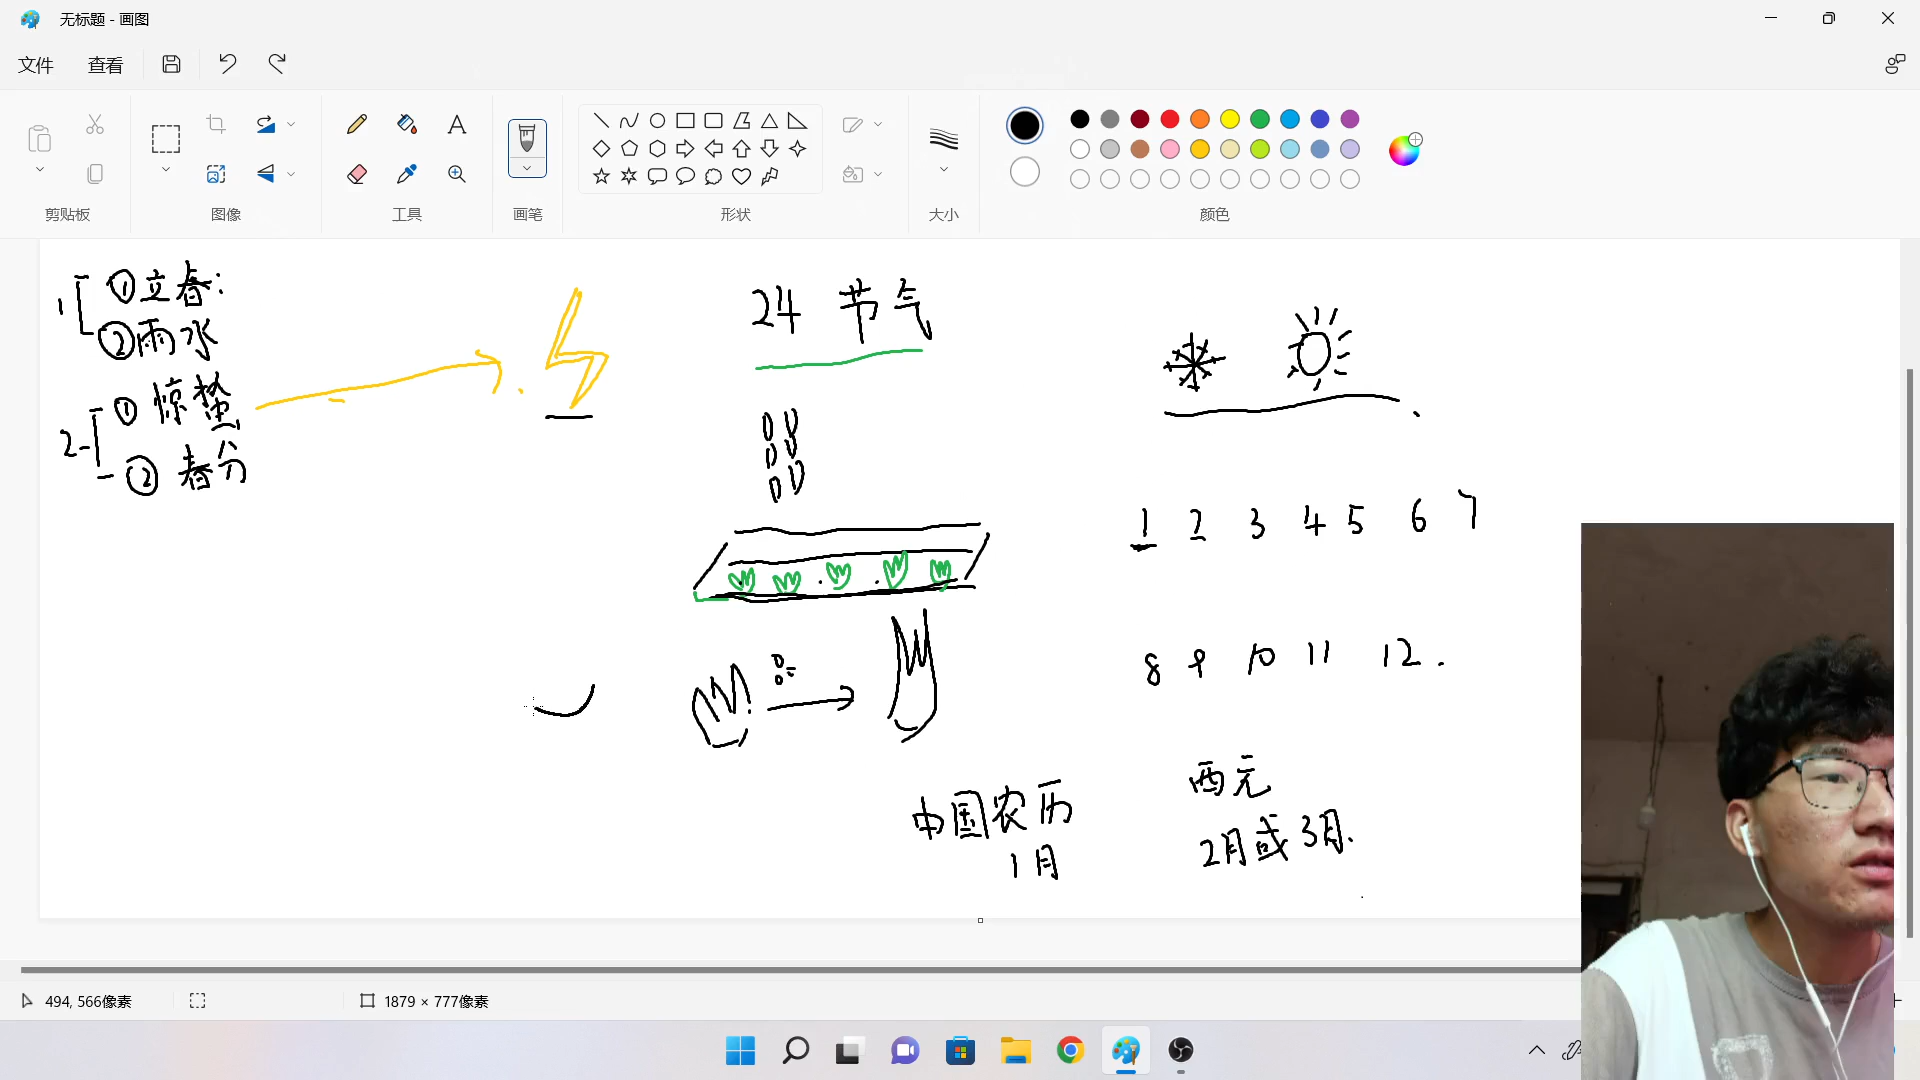 无标题 - 画图
文件 查看
剪贴板 图像 工具 画笔 形状 大小 颜色
1 ①立春:
②雨水
2 ① 惊蛰
② 春分
24 节气
1 2 3 4 5 6 7
8 9 10 11 12.
中国农历
1月
西元
2月或3月.
494, 566像素 1879 × 777像素